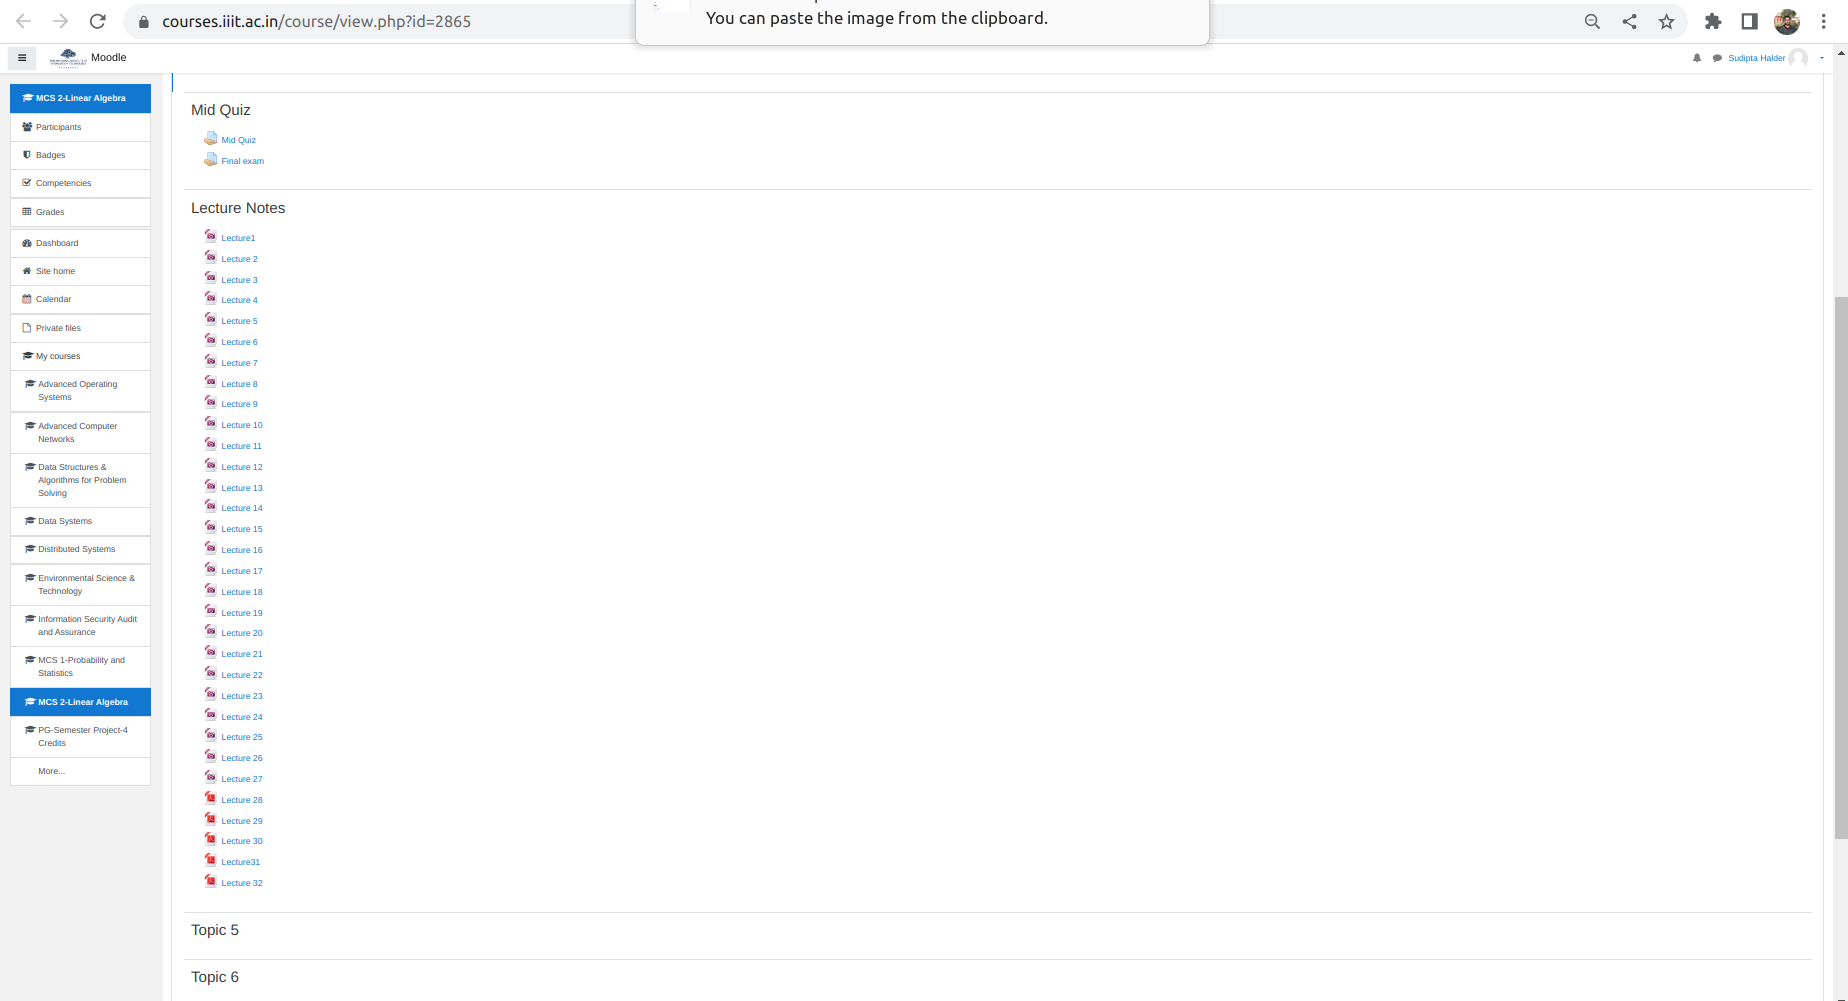 courses.iiit.ac.in/course/view.php?id=2865
You can paste the image from the clipboard.
Moodle
Sudipta Halder
MCS 2-Linear Algebra
Participants
Badges
Competencies
Grades
Dashboard
Site home
Calendar
Private files
My courses
Advanced Operating
Systems
Advanced Computer
Networks
Data Structures &
Algorithms for Problem
Solving
Data Systems
Distributed Systems
Environmental Science &
Technology
Information Security Audit
and Assurance
MCS 1-Probability and
Statistics
MCS 2-Linear Algebra
PG-Semester Project-4
Credits
More...
Mid Quiz
Mid Quiz
Final exam
Lecture Notes
Lecture1
Lecture 2
Lecture 3
Lecture 4
Lecture 5
Lecture 6
Lecture 7
Lecture 8
Lecture 9
Lecture 10
Lecture 11
Lecture 12
Lecture 13
Lecture 14
Lecture 15
Lecture 16
Lecture 17
Lecture 18
Lecture 19
Lecture 20
Lecture 21
Lecture 22
Lecture 23
Lecture 24
Lecture 25
Lecture 26
Lecture 27
Lecture 28
Lecture 29
Lecture 30
Lecture31
Lecture 32
Topic 5
Topic 6